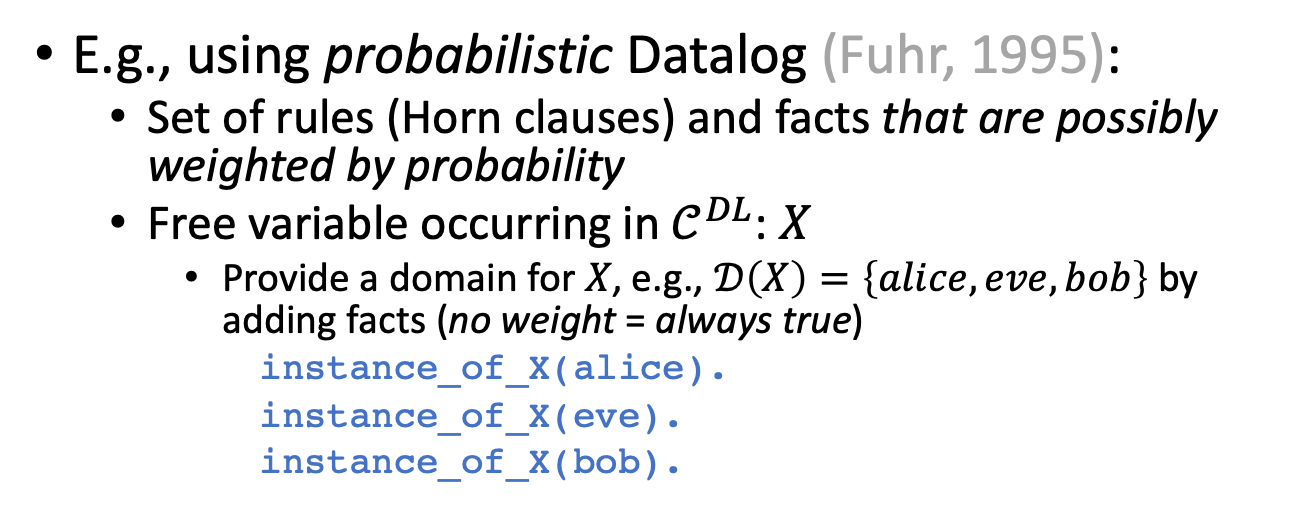 • E.g., using probabilistic Datalog (Fuhr, 1995):
• Set of rules (Horn clauses) and facts that are possibly
weighted by probability
• Free variable occurring in 𝒞^DL: X
• Provide a domain for X, e.g., 𝒟(X) = {alice, eve, bob} by
adding facts (no weight = always true)
instance_of_X(alice).
instance_of_X(eve).
instance_of_X(bob).